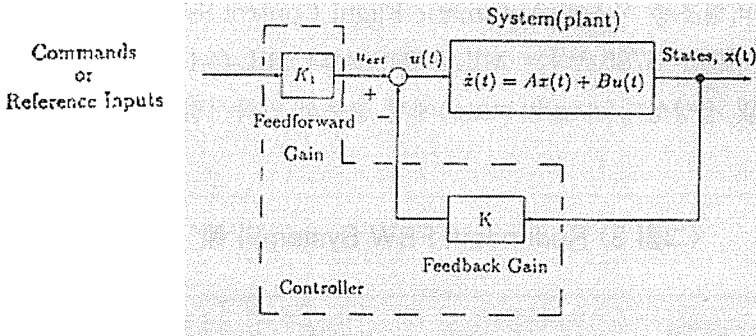 System(plant)
Commands
or
Reference Inputs
K₁
u_ext
u(t)
ẋ(t) = Ax(t) + Bu(t)
States, x(t)
+
−
Feedforward
Gain
K
Feedback Gain
Controller